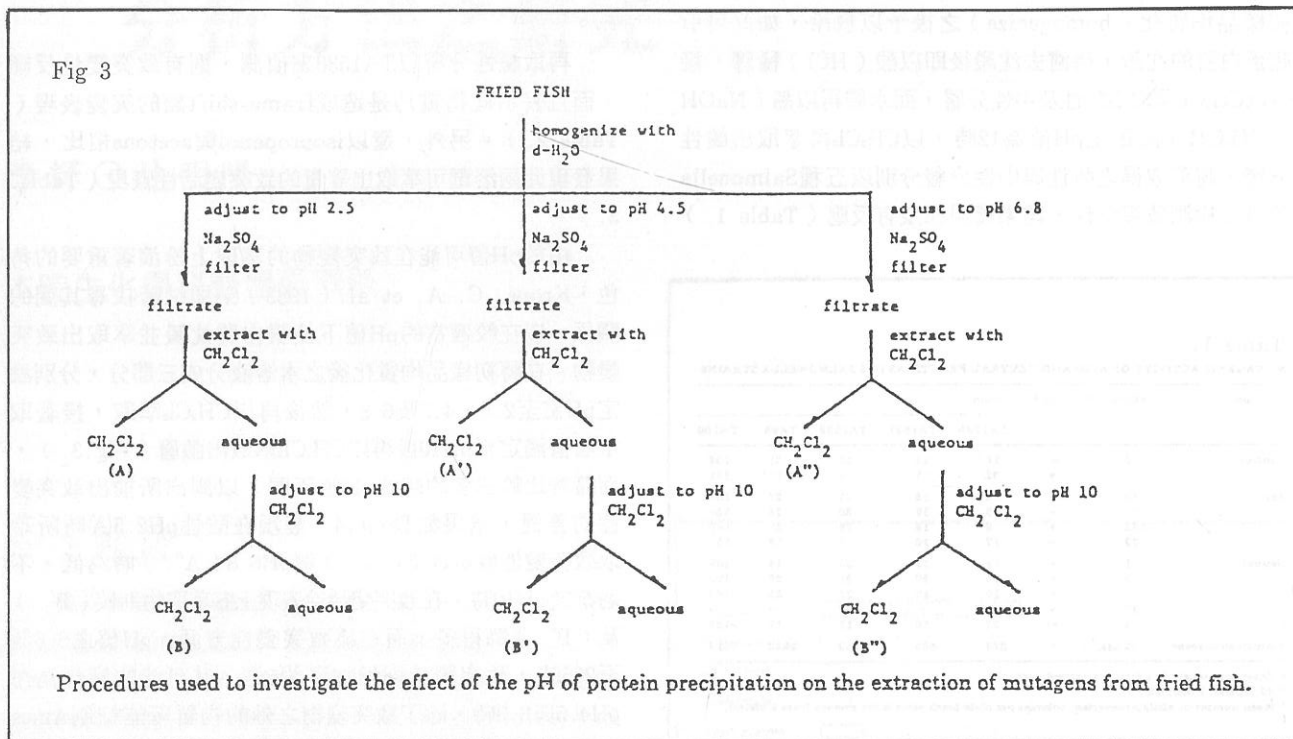 Fig 3
FRIED FISH
homogenize with
d-H₂O
adjust to pH 2.5
Na₂SO₄
filter
adjust to pH 4.5
Na₂SO₄
filter
adjust to pH 6.8
Na₂SO₄
filter
filtrate
filtrate
filtrate
extract with
CH₂Cl₂
extract with
CH₂Cl₂
extract with
CH₂Cl₂
CH₂Cl₂
(A)
aqueous
CH₂Cl₂
(A')
aqueous
CH₂Cl₂
(A")
aqueous
adjust to pH 10
CH₂Cl₂
adjust to pH 10
CH₂Cl₂
adjust to pH 10
CH₂Cl₂
CH₂Cl₂
(B)
aqueous
CH₂Cl₂
(B')
aqueous
CH₂Cl₂
(B")
aqueous
Procedures used to investigate the effect of the pH of protein precipitation on the extraction of mutagens from fried fish.